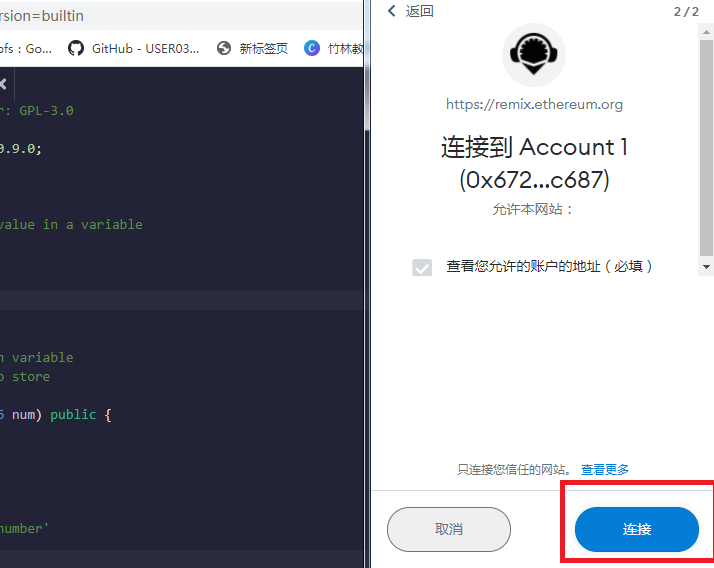 ersion=builtin
ofs : Go...
GitHub - USER03...
新标签页
竹林教
r: GPL-3.0
0.9.0;
value in a variable
n variable
o store
6 num) public {
number'
返回
2/2
https://remix.ethereum.org
连接到 Account 1
(0x672...c687)
允许本网站：
查看您允许的账户的地址（必填）
只连接您信任的网站。 查看更多
取消
连接